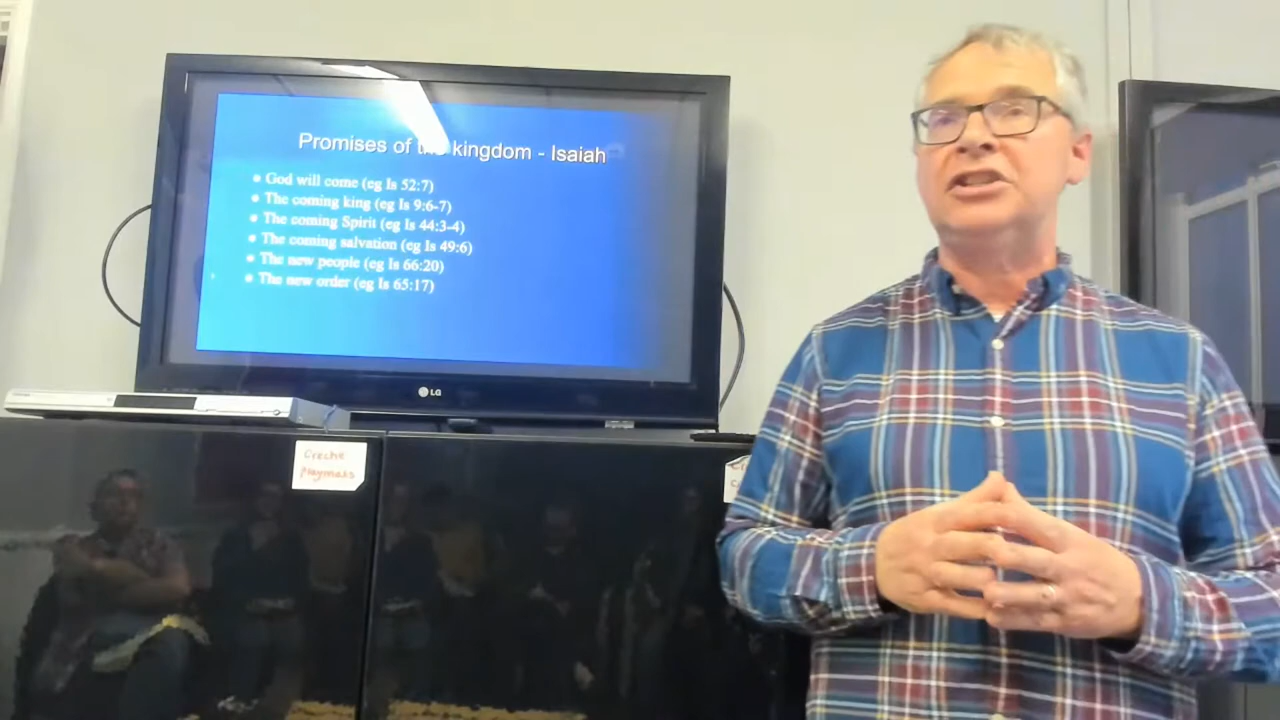 Promises of the kingdom - Isaiah
God will come (eg Is 52:7)
The coming king (eg Is 9:6-7)
The coming Spirit (eg Is 44:3-4)
The coming salvation (eg Is 49:6)
The new people (eg Is 66:20)
The new order (eg Is 65:17)
LG
Creche
Playmats